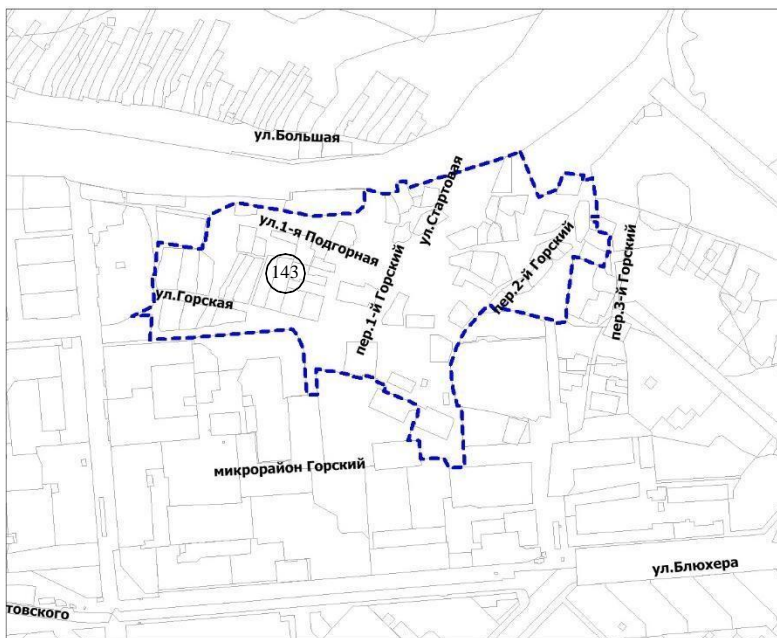 ул.Большая
ул.Стартовая
ул.1-я Подгорная
143
ул.Горская
пер.1-й Горский
пер.2-й Горский
пер.3-й Горский
микрорайон Горский
ул.Блюхера
товского